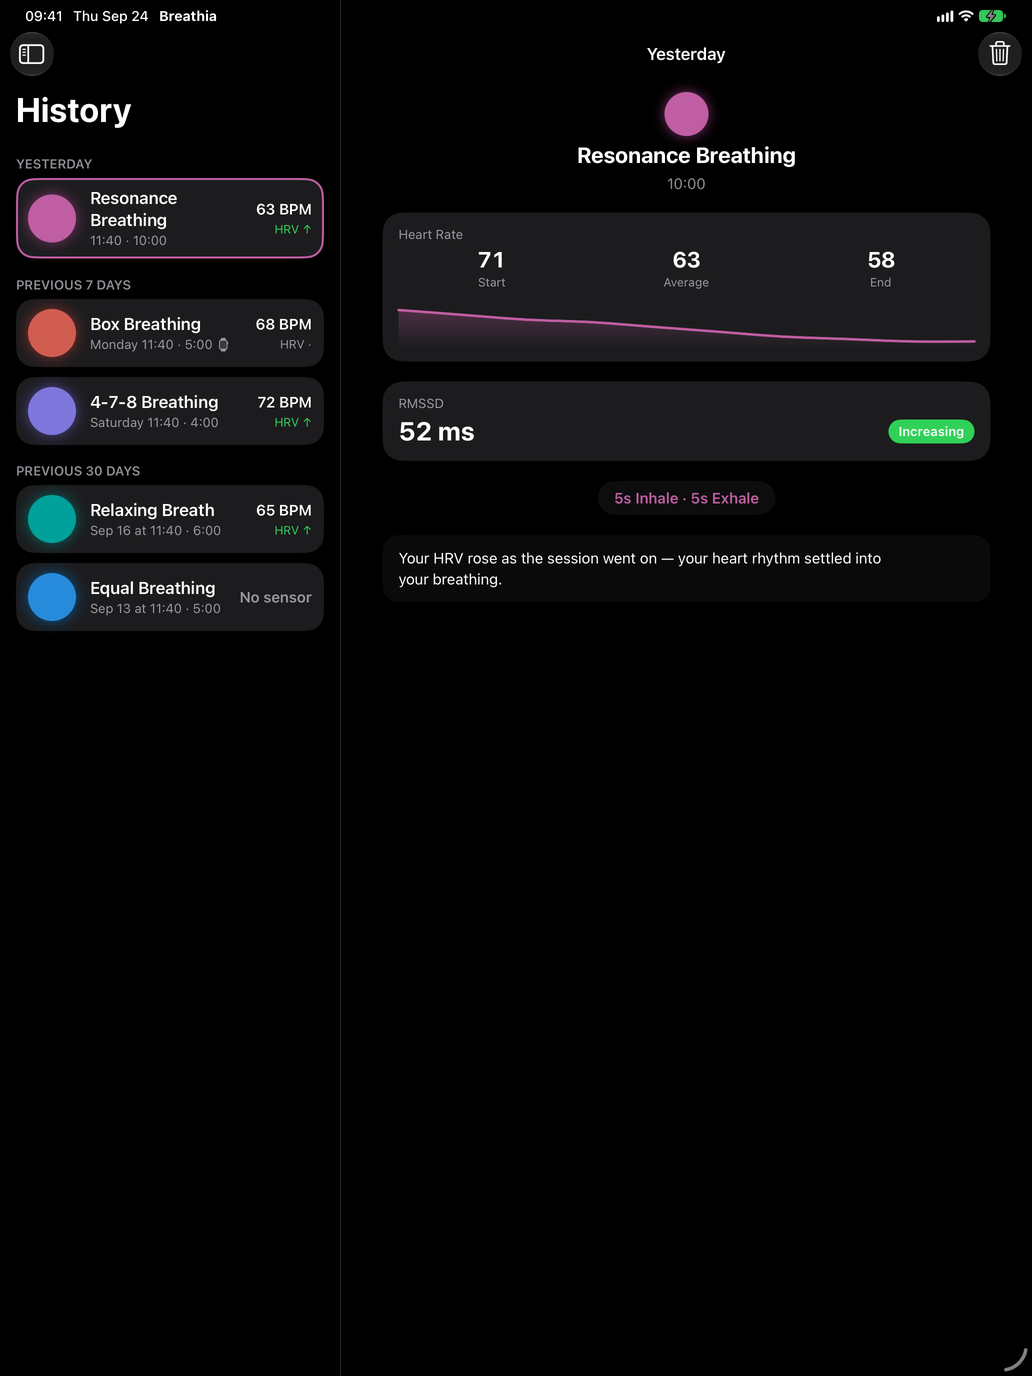 09:41 Thu Sep 24 Breathia
History
YESTERDAY
Resonance
Breathing
11:40 · 10:00
63 BPM
HRV ↑
PREVIOUS 7 DAYS
Box Breathing
Monday 11:40 · 5:00
68 BPM
HRV ·
4-7-8 Breathing
Saturday 11:40 · 4:00
72 BPM
HRV ↑
PREVIOUS 30 DAYS
Relaxing Breath
Sep 16 at 11:40 · 6:00
65 BPM
HRV ↑
Equal Breathing
Sep 13 at 11:40 · 5:00
No sensor
Yesterday
Resonance Breathing
10:00
Heart Rate
71 63 58
Start Average End
RMSSD
52 ms
Increasing
5s Inhale · 5s Exhale
Your HRV rose as the session went on — your heart rhythm settled into
your breathing.